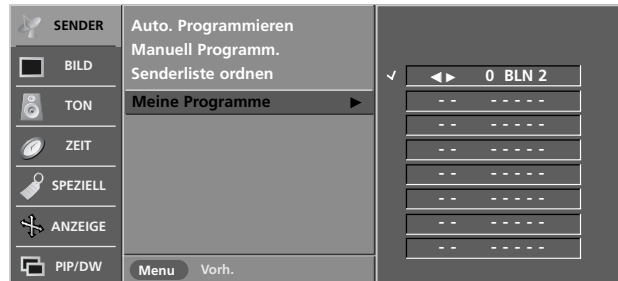 SENDER
BILD
TON
ZEIT
SPEZIELL
ANZEIGE
PIP/DW
Auto. Programmieren
Manuell Programm.
Senderliste ordnen
Meine Programme ▶
Menu Vorh.
✓ ◀ ▶ 0 BLN 2
- - - - - - -
- - - - - - -
- - - - - - -
- - - - - - -
- - - - - - -
- - - - - - -
- - - - - - -